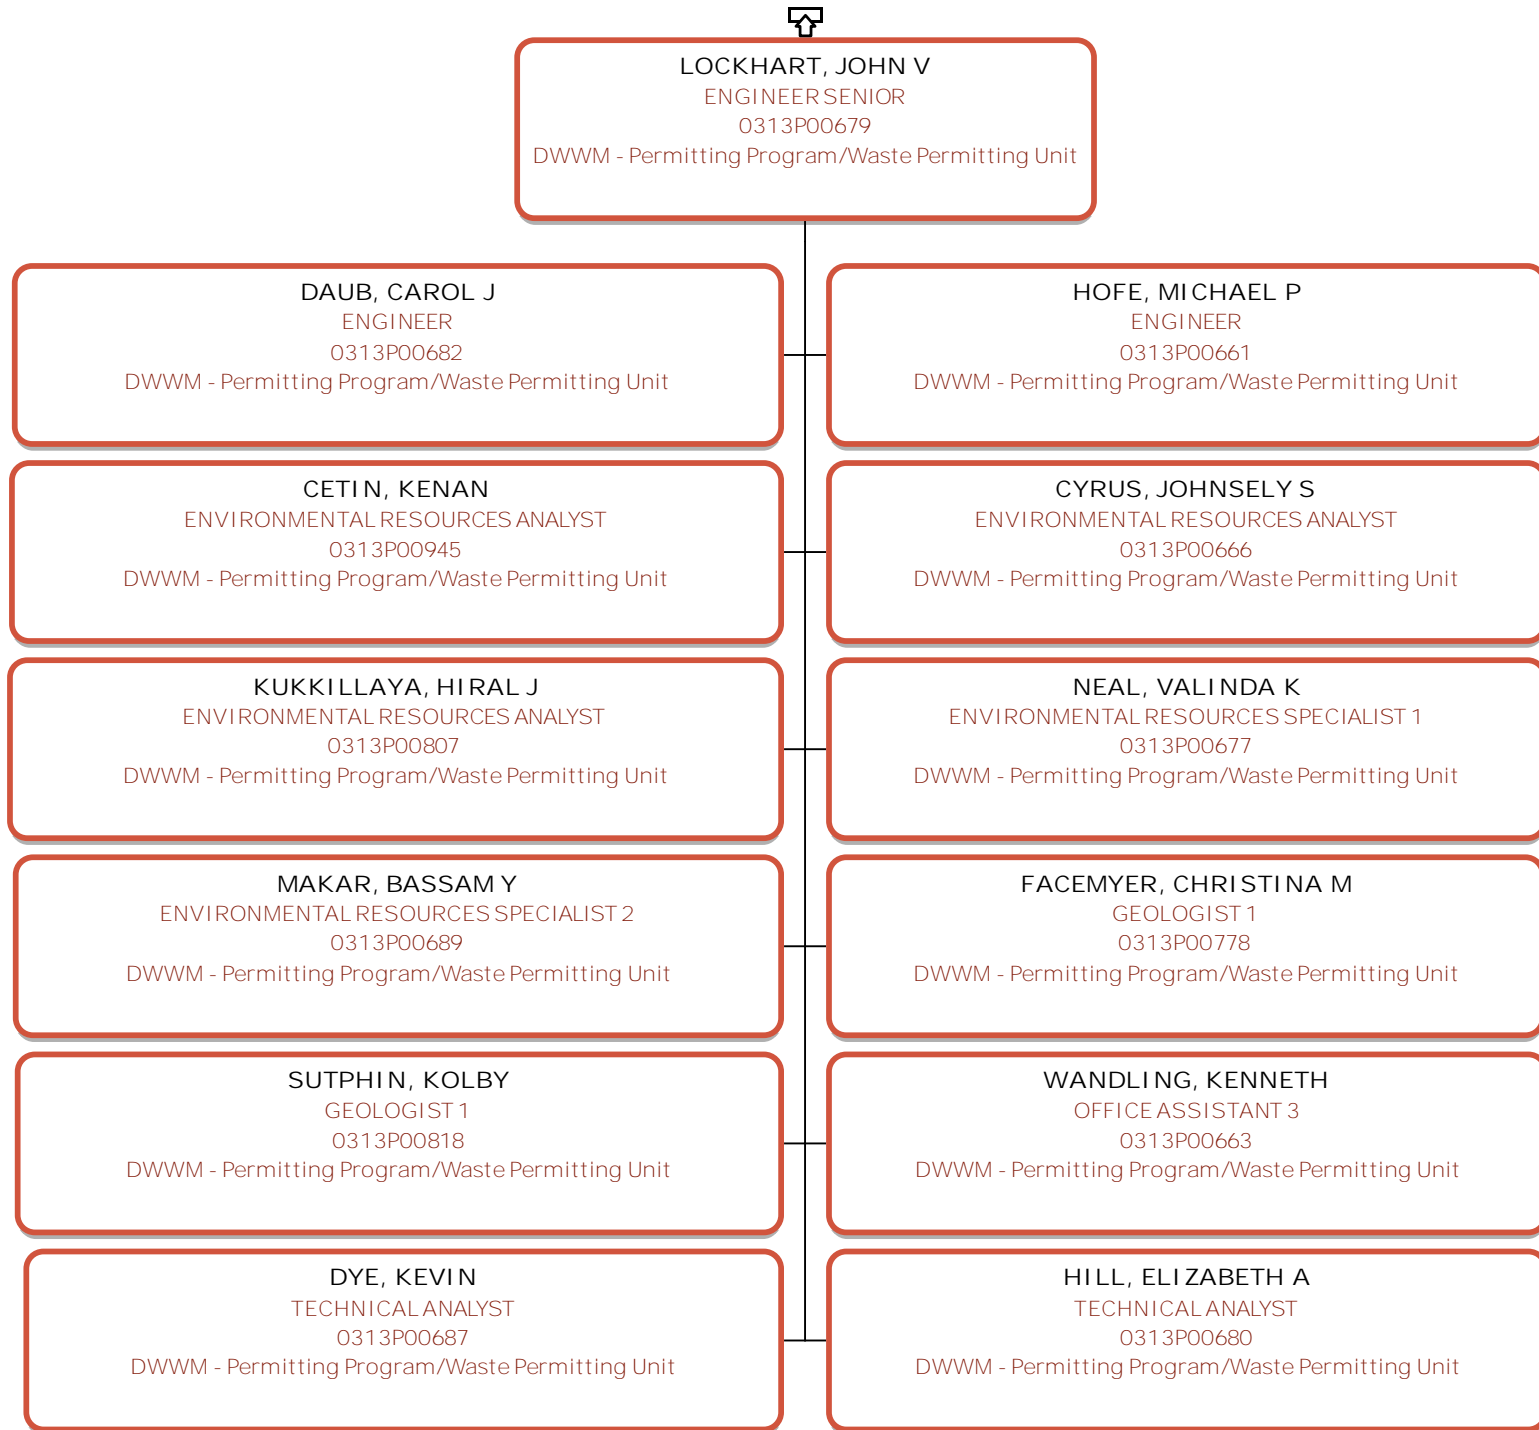 LOCKHART, JOHN V
ENGINEER SENIOR
0313P00679
DWWM - Permitting Program/Waste Permitting Unit
DAUB, CAROL J
ENGINEER
0313P00682
DWWM - Permitting Program/Waste Permitting Unit
HOFE, MICHAEL P
ENGINEER
0313P00661
DWWM - Permitting Program/Waste Permitting Unit
CETIN, KENAN
ENVIRONMENTAL RESOURCES ANALYST
0313P00945
DWWM - Permitting Program/Waste Permitting Unit
CYRUS, JOHNSELY S
ENVIRONMENTAL RESOURCES ANALYST
0313P00666
DWWM - Permitting Program/Waste Permitting Unit
KUKKILLAYA, HIRAL J
ENVIRONMENTAL RESOURCES ANALYST
0313P00807
DWWM - Permitting Program/Waste Permitting Unit
NEAL, VALINDA K
ENVIRONMENTAL RESOURCES SPECIALIST 1
0313P00677
DWWM - Permitting Program/Waste Permitting Unit
MAKAR, BASSAM Y
ENVIRONMENTAL RESOURCES SPECIALIST 2
0313P00689
DWWM - Permitting Program/Waste Permitting Unit
FACEMYER, CHRISTINA M
GEOLOGIST 1
0313P00778
DWWM - Permitting Program/Waste Permitting Unit
SUTPHIN, KOLBY
GEOLOGIST 1
0313P00818
DWWM - Permitting Program/Waste Permitting Unit
WANDLING, KENNETH
OFFICE ASSISTANT 3
0313P00663
DWWM - Permitting Program/Waste Permitting Unit
DYE, KEVIN
TECHNICAL ANALYST
0313P00687
DWWM - Permitting Program/Waste Permitting Unit
HILL, ELIZABETH A
TECHNICAL ANALYST
0313P00680
DWWM - Permitting Program/Waste Permitting Unit